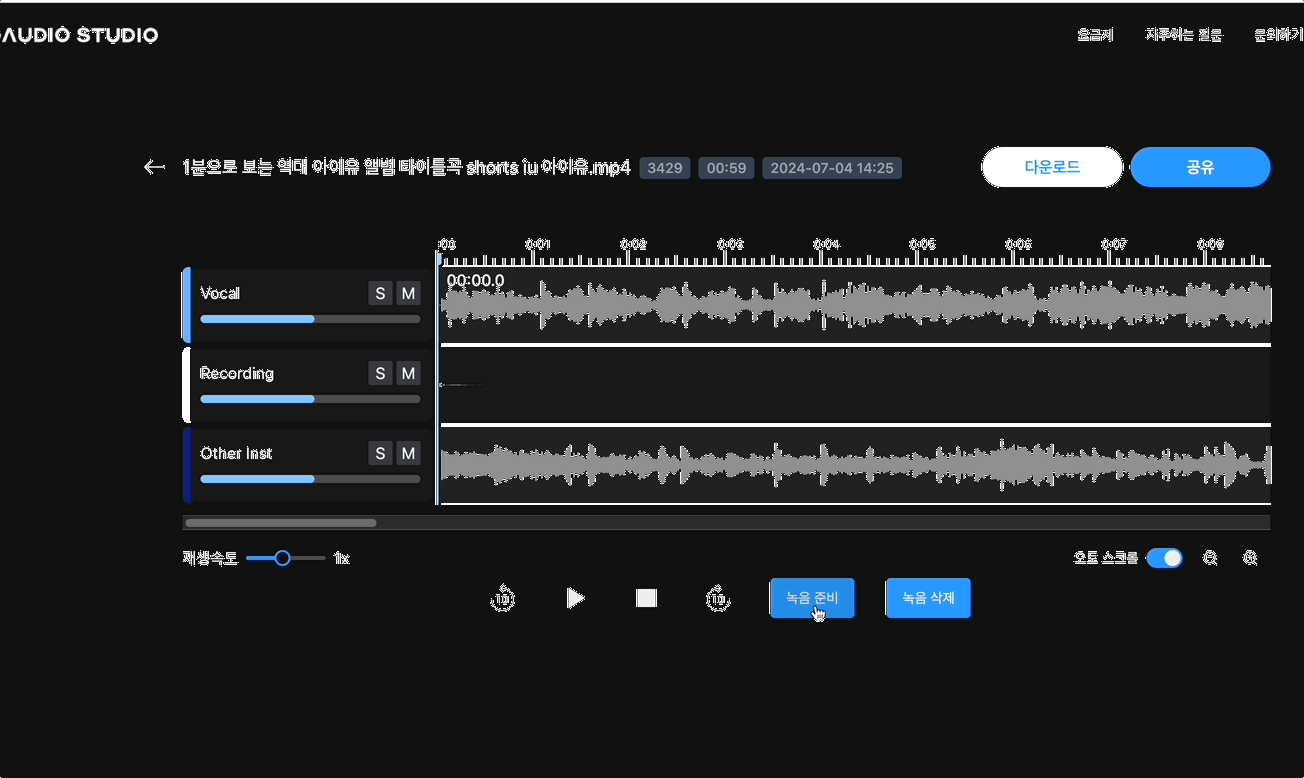 AUDIO STUDIO
요금제 자주하는 질문 문의하기
1분으로 보는 역대 아이유 앨범 타이틀곡 shorts iu 아이유.mp4 3429 00:59 2024-07-04 14:25 다운로드 공유
0:01 0:02 0:03 0:04 0:05 0:06 0:07
00:00.0
Vocal S M
Recording S M
Other Inst S M
재생속도 1x 오토 스크롤
10 10 녹음 준비 녹음 삭제